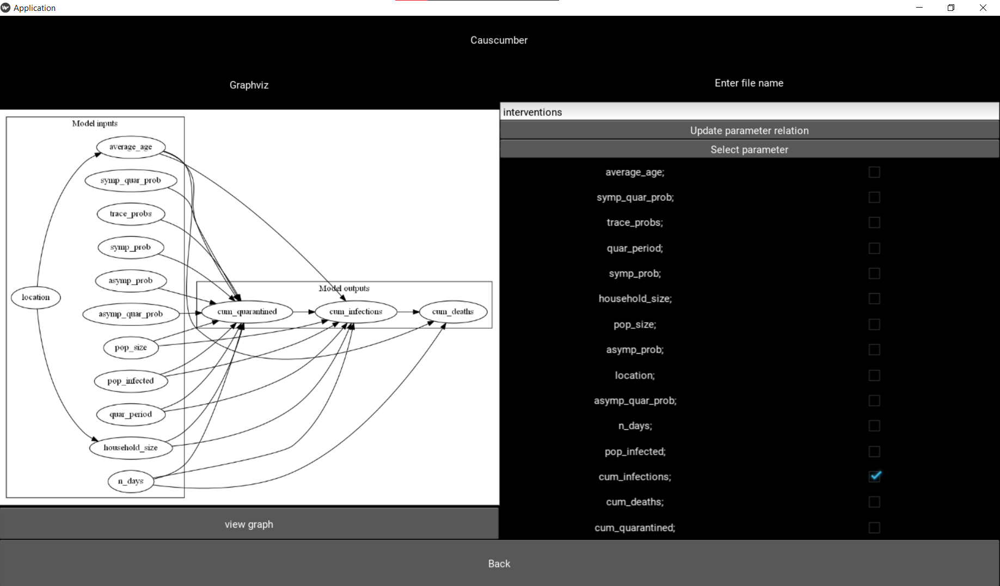 Application
Causcumber
Graphviz
Enter file name
interventions
Update parameter relation
Select parameter
Model inputs
average_age
symp_quar_prob
trace_probs
symp_prob
asymp_prob
location
asymp_quar_prob
pop_size
pop_infected
quar_period
household_size
n_days
Model outputs
cum_quarantined
cum_infections
cum_deaths
average_age;
symp_quar_prob;
trace_probs;
quar_period;
symp_prob;
household_size;
pop_size;
asymp_prob;
location;
asymp_quar_prob;
n_days;
pop_infected;
cum_infections;
cum_deaths;
cum_quarantined;
view graph
Back